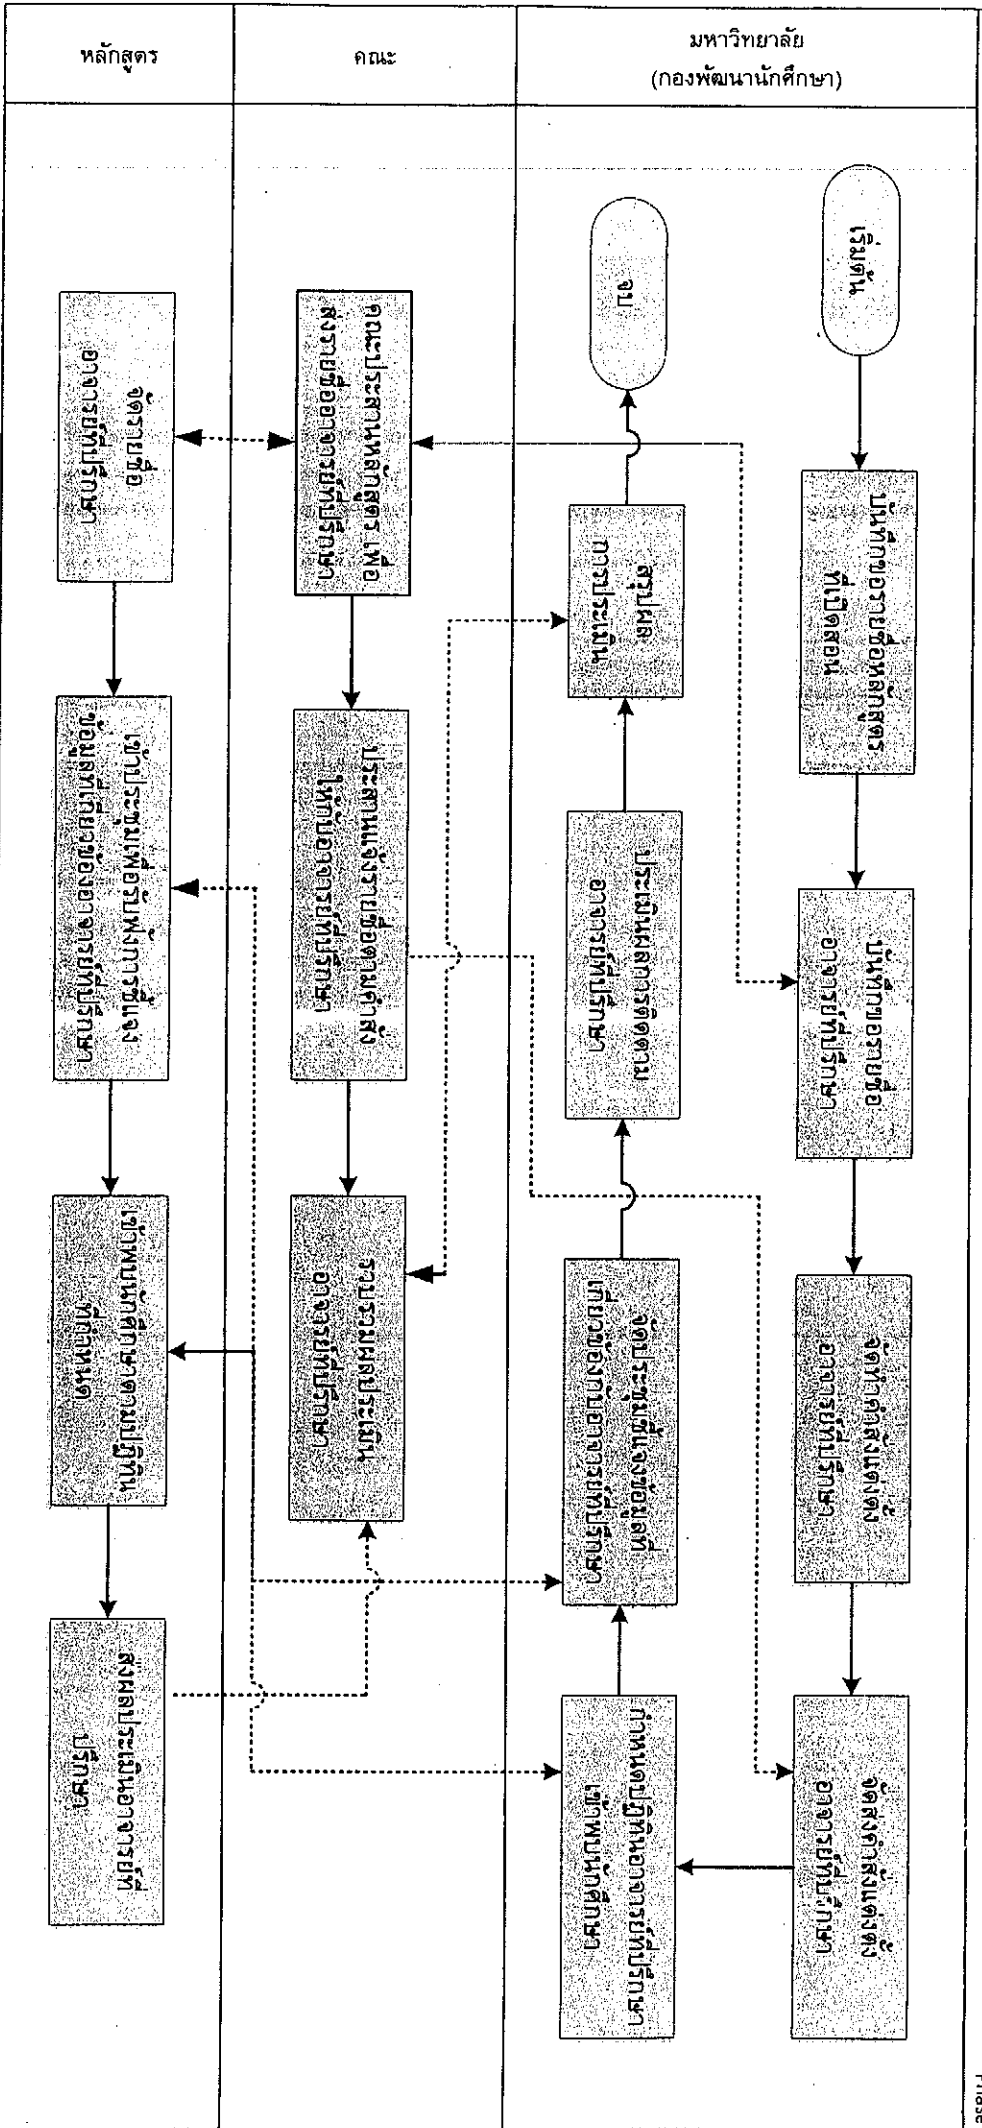 หลักสูตร
คณะ
มหาวิทยาลัย
(กองพัฒนานักศึกษา)
เริ่มต้น
บันทึกขอรายชื่อหลักสูตร
ที่เปิดสอน
บันทึกขอรายชื่อ
อาจารย์ที่ปรึกษา
จัดทำคำสั่งแต่งตั้ง
อาจารย์ที่ปรึกษา
จัดส่งคำสั่งแต่งตั้ง
อาจารย์ที่ปรึกษา
กำหนดปฏิทินอาจารย์ที่ปรึกษา
เข้าพบนักศึกษา
จัดประชุมชี้แจงข้อมูลที่
เกี่ยวข้องกับอาจารย์ที่ปรึกษา
ประเมินผลการติดตาม
อาจารย์ที่ปรึกษา
สรุปผล
การประเมิน
จบ
คณะประสานหลักสูตร เพื่อ
ส่งรายชื่ออาจารย์ที่ปรึกษา
ประสานแจ้งรายชื่อตามคำสั่ง
ให้กับอาจารย์ที่ปรึกษา
รวบรวมผลประเมิน
อาจารย์ที่ปรึกษา
จัดรายชื่อ
อาจารย์ที่ปรึกษา
เข้าประชุมเพื่อรับฟังการชี้แจง
ข้อมูลที่เกี่ยวข้องอาจารย์ที่ปรึกษา
เข้าพบนักศึกษาตามปฏิทิน
ที่กำหนด
ส่งผลประเมินอาจารย์ที่
ปรึกษา
Phase